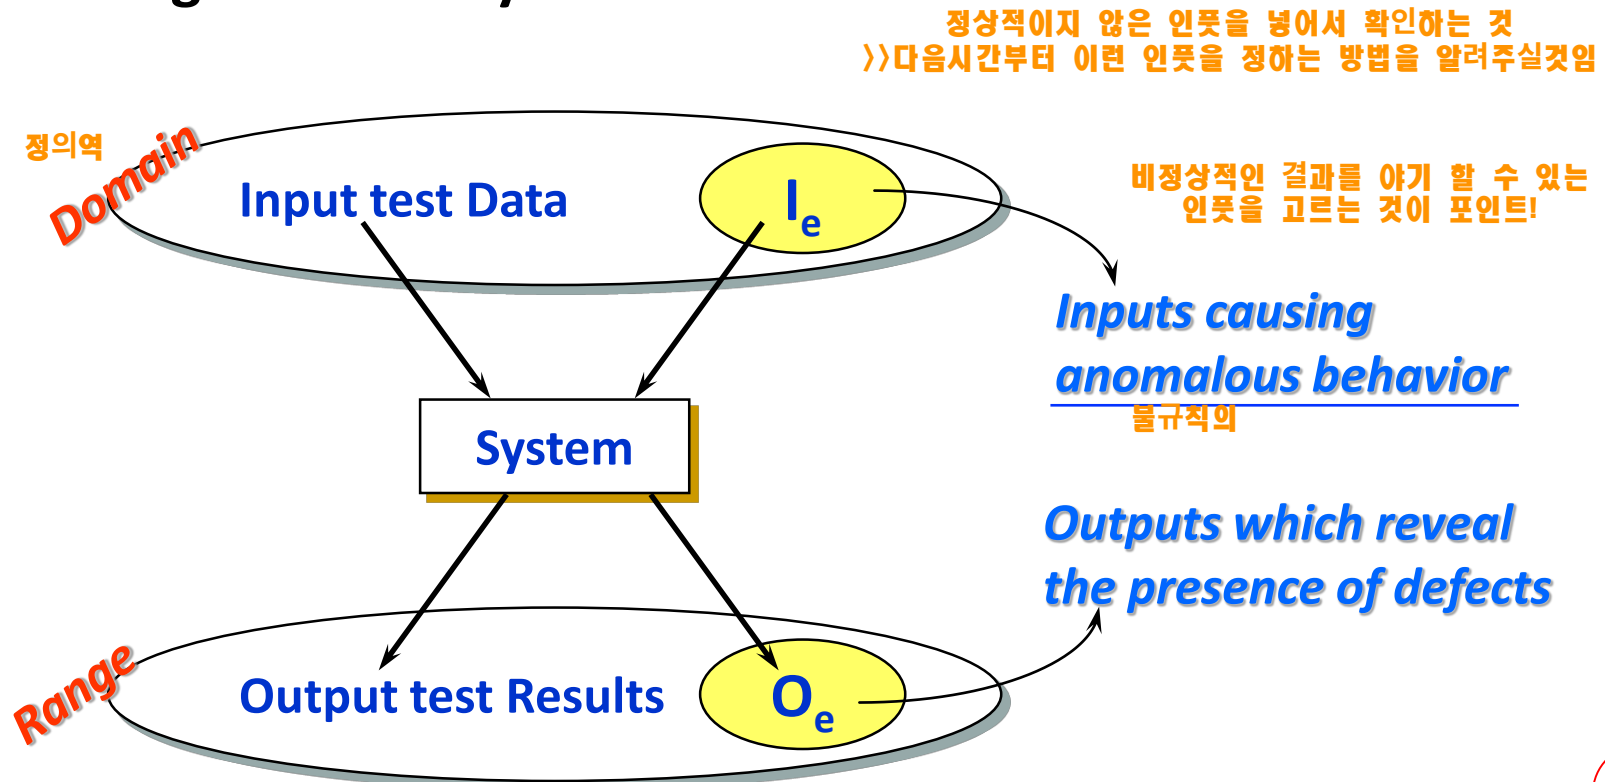 정상적이지 않은 인풋을 넣어서 확인하는 것
>>다음시간부터 이런 인풋을 정하는 방법을 알려주실것임
정의역
Domain
Input test Data
Ie
비정상적인 결과를 야기 할 수 있는
인풋을 고르는 것이 포인트!
Inputs causing
anomalous behavior
불규칙의
System
Outputs which reveal
the presence of defects
Range
Output test Results
Oe